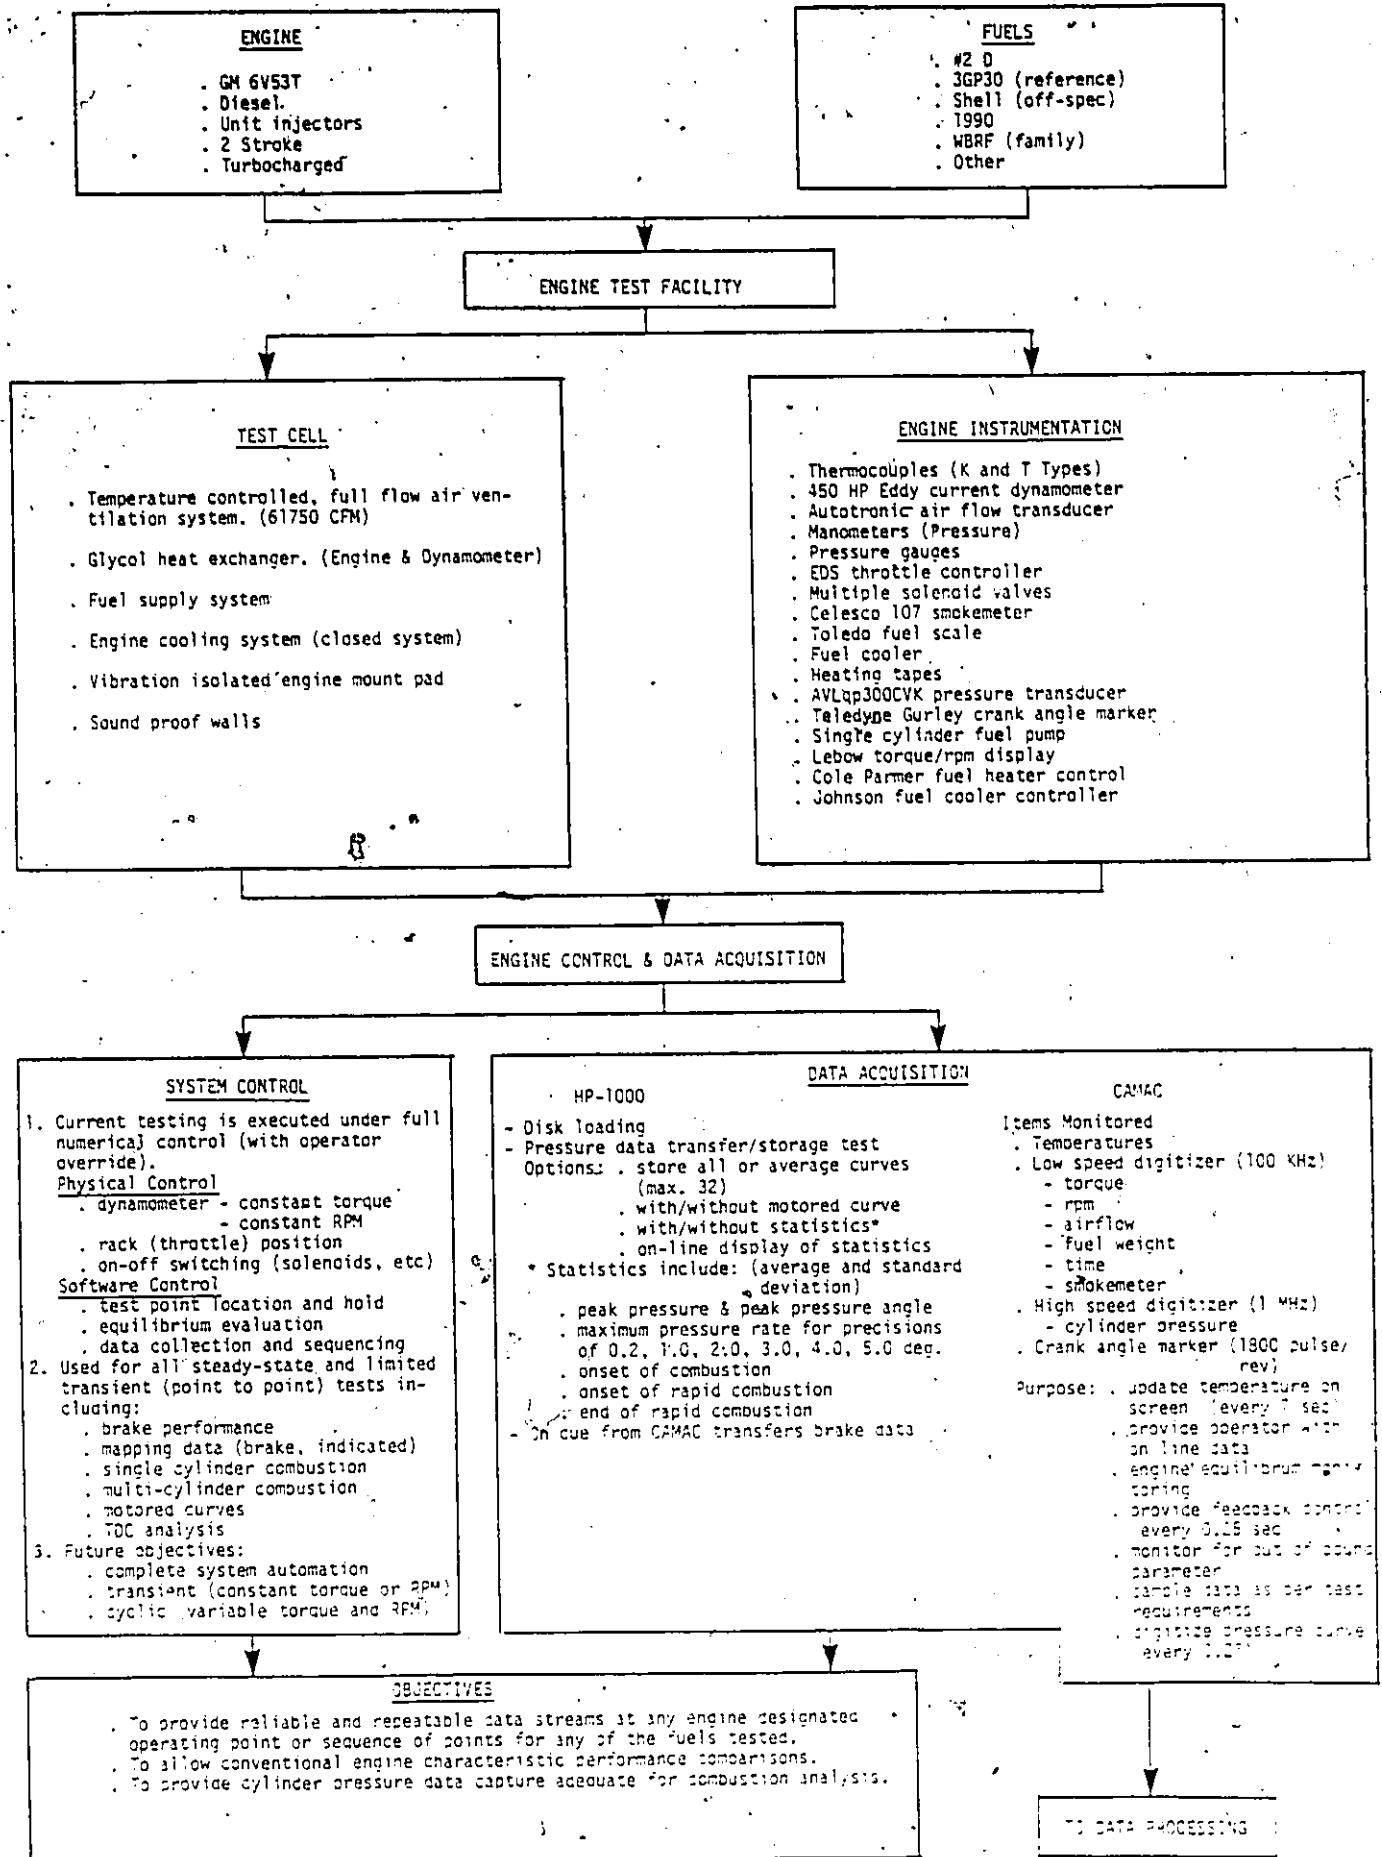 ENGINE
. GM 6V53T
. Diesel.
. Unit injectors
. 2 Stroke
. Turbocharged
FUELS
. #2 D
. 3GP30 (reference)
. Shell (off-spec)
. 1990
. WBRF (family)
. Other
ENGINE TEST FACILITY
TEST CELL
. Temperature controlled, full flow air ven-
tilation system. (61750 CFM)
. Glycol heat exchanger. (Engine & Dynamometer)
. Fuel supply system
. Engine cooling system (closed system)
. Vibration isolated engine mount pad
. Sound proof walls
ENGINE INSTRUMENTATION
. Thermocouples (K and T Types)
. 450 HP Eddy current dynamometer
. Autotronic air flow transducer
. Manometers (Pressure)
. Pressure gauges
. EDS throttle controller
. Multiple solenoid valves
. Celesco 107 smokemeter
. Toledo fuel scale
. Fuel cooler
. Heating tapes
. AVLqp300CVK pressure transducer
. Teledyne Gurley crank angle marker
. Single cylinder fuel pump
. Lebow torque/rpm display
. Cole Parmer fuel heater control
. Johnson fuel cooler controller
ENGINE CONTROL & DATA ACQUISITION
SYSTEM CONTROL
1. Current testing is executed under full
numerical control (with operator
override).
Physical Control
. dynamometer - constant torque
- constant RPM
. rack (throttle) position
. on-off switching (solenoids, etc)
Software Control
. test point location and hold
. equilibrium evaluation
. data collection and sequencing
2. Used for all steady-state and limited
transient (point to point) tests in-
cluding:
. brake performance
. mapping data (brake, indicated)
. single cylinder combustion
. multi-cylinder combustion
. motored curves
. TDC analysis
3. Future objectives:
. complete system automation
. transient (constant torque or RPM)
. cyclic variable torque and RPM)
DATA ACQUISITION
HP-1000
- Disk loading
- Pressure data transfer/storage test
Options: . store all or average curves
(max. 32)
. with/without motored curve
. with/without statistics*
. on-line display of statistics
* Statistics include: (average and standard
deviation)
. peak pressure & peak pressure angle
. maximum pressure rate for precisions
of 0.2, 1.0, 2.0, 3.0, 4.0, 5.0 deg.
. onset of combustion
. onset of rapid combustion
. end of rapid combustion
- On cue from CAMAC transfers brake data
CAMAC
Items Monitored
. Temperatures
. Low speed digitizer (100 KHz)
- torque
- rpm
- airflow
- fuel weight
- time
- smokemeter
. High speed digitizer (1 MHz)
- cylinder pressure
. Crank angle marker (1800 pulse/
rev)
Purpose: . update temperature on
screen (every sec)
. provide operator with
on line data
. engine equilibrum moni-
toring
. provide feedback control
every 0.25 sec
. monitor for out of bound
parameter
. sample data as per test
requirements
. digitize pressure curve
every
OBJECTIVES
. To provide reliable and repeatable data streams at any engine designated
operating point or sequence of points for any of the fuels tested.
. To allow conventional engine characteristic performance comparisons.
. To provide cylinder pressure data capture adequate for combustion analysis.
TO DATA PROCESSING